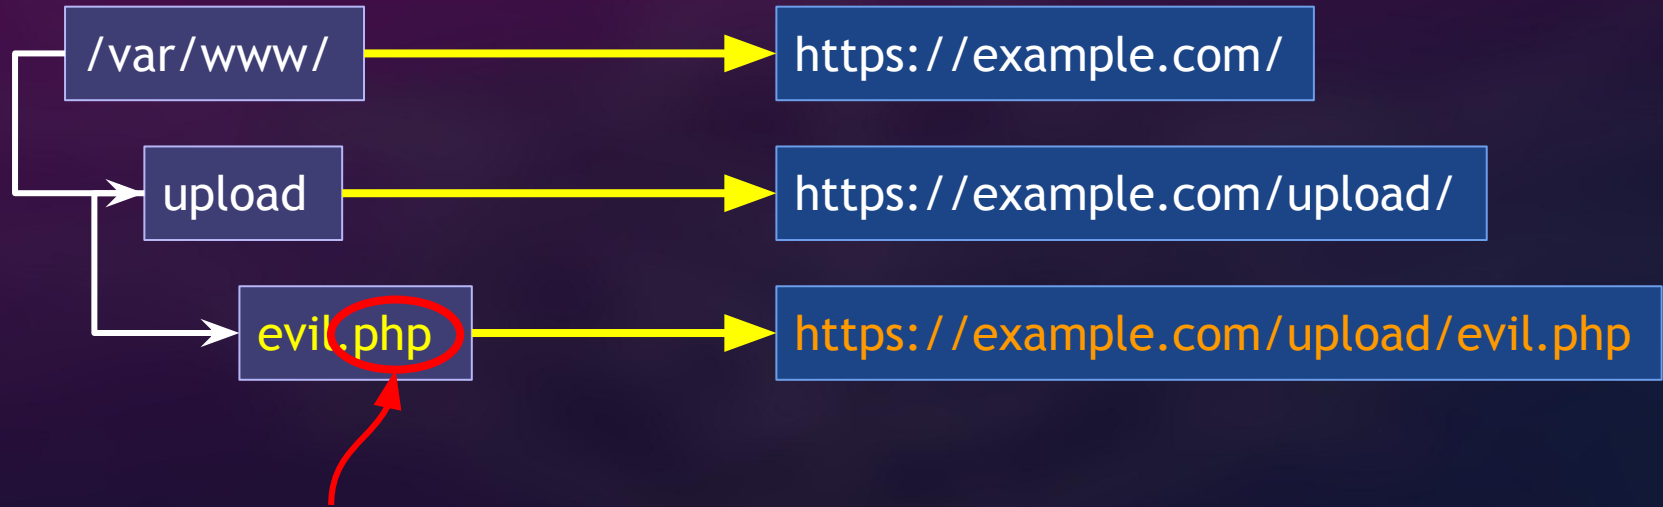 /var/www/
https://example.com/
upload
https://example.com/upload/
evil.php
https://example.com/upload/evil.php